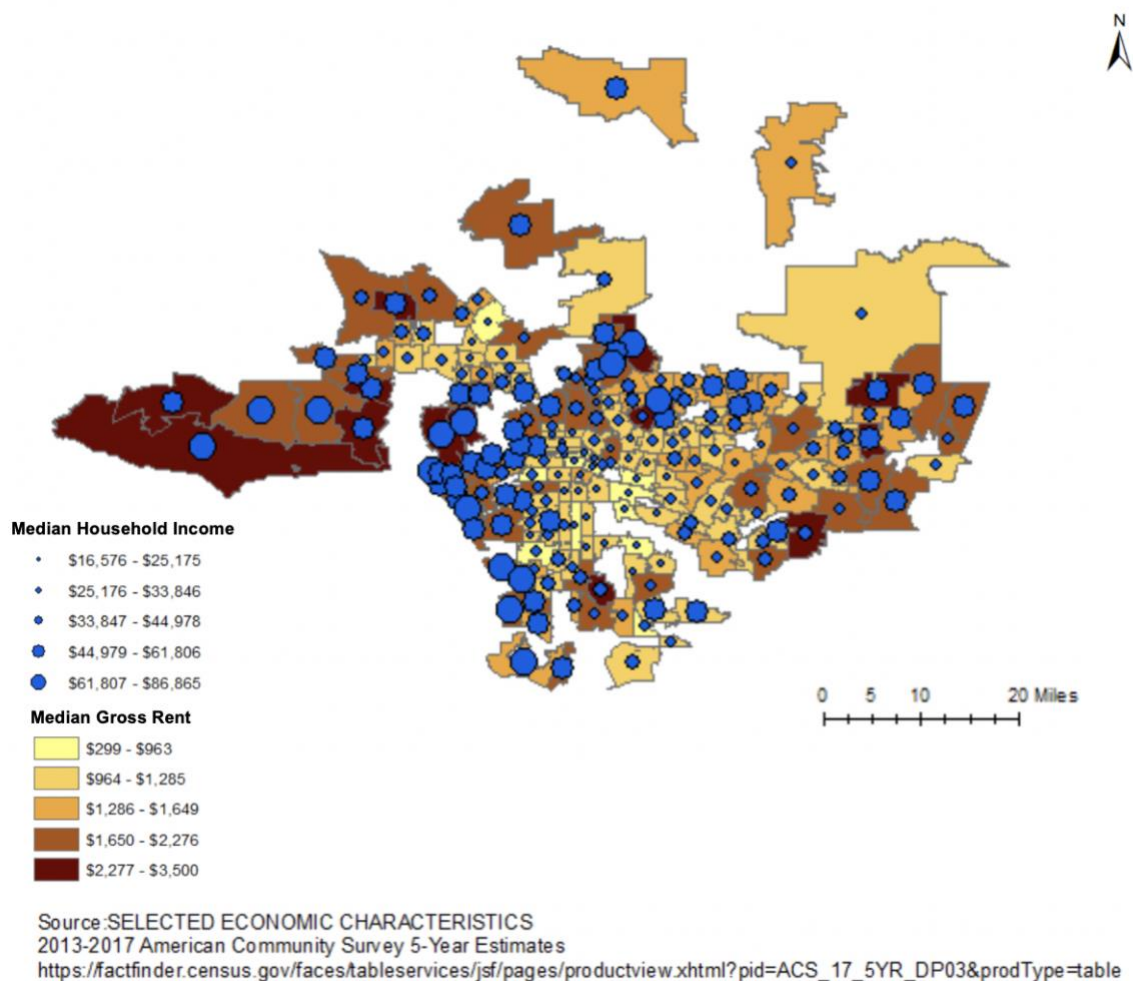 N
Median Household Income
$16,576 - $25,175
$25,176 - $33,846
$33,847 - $44,978
$44,979 - $61,806
$61,807 - $86,865
Median Gross Rent
$299 - $963
$964 - $1,285
$1,286 - $1,649
$1,650 - $2,276
$2,277 - $3,500
0 5 10 20 Miles
Source:SELECTED ECONOMIC CHARACTERISTICS
2013-2017 American Community Survey 5-Year Estimates
https://factfinder.census.gov/faces/tableservices/jsf/pages/productview.xhtml?pid=ACS_17_5YR_DP03&prodType=table